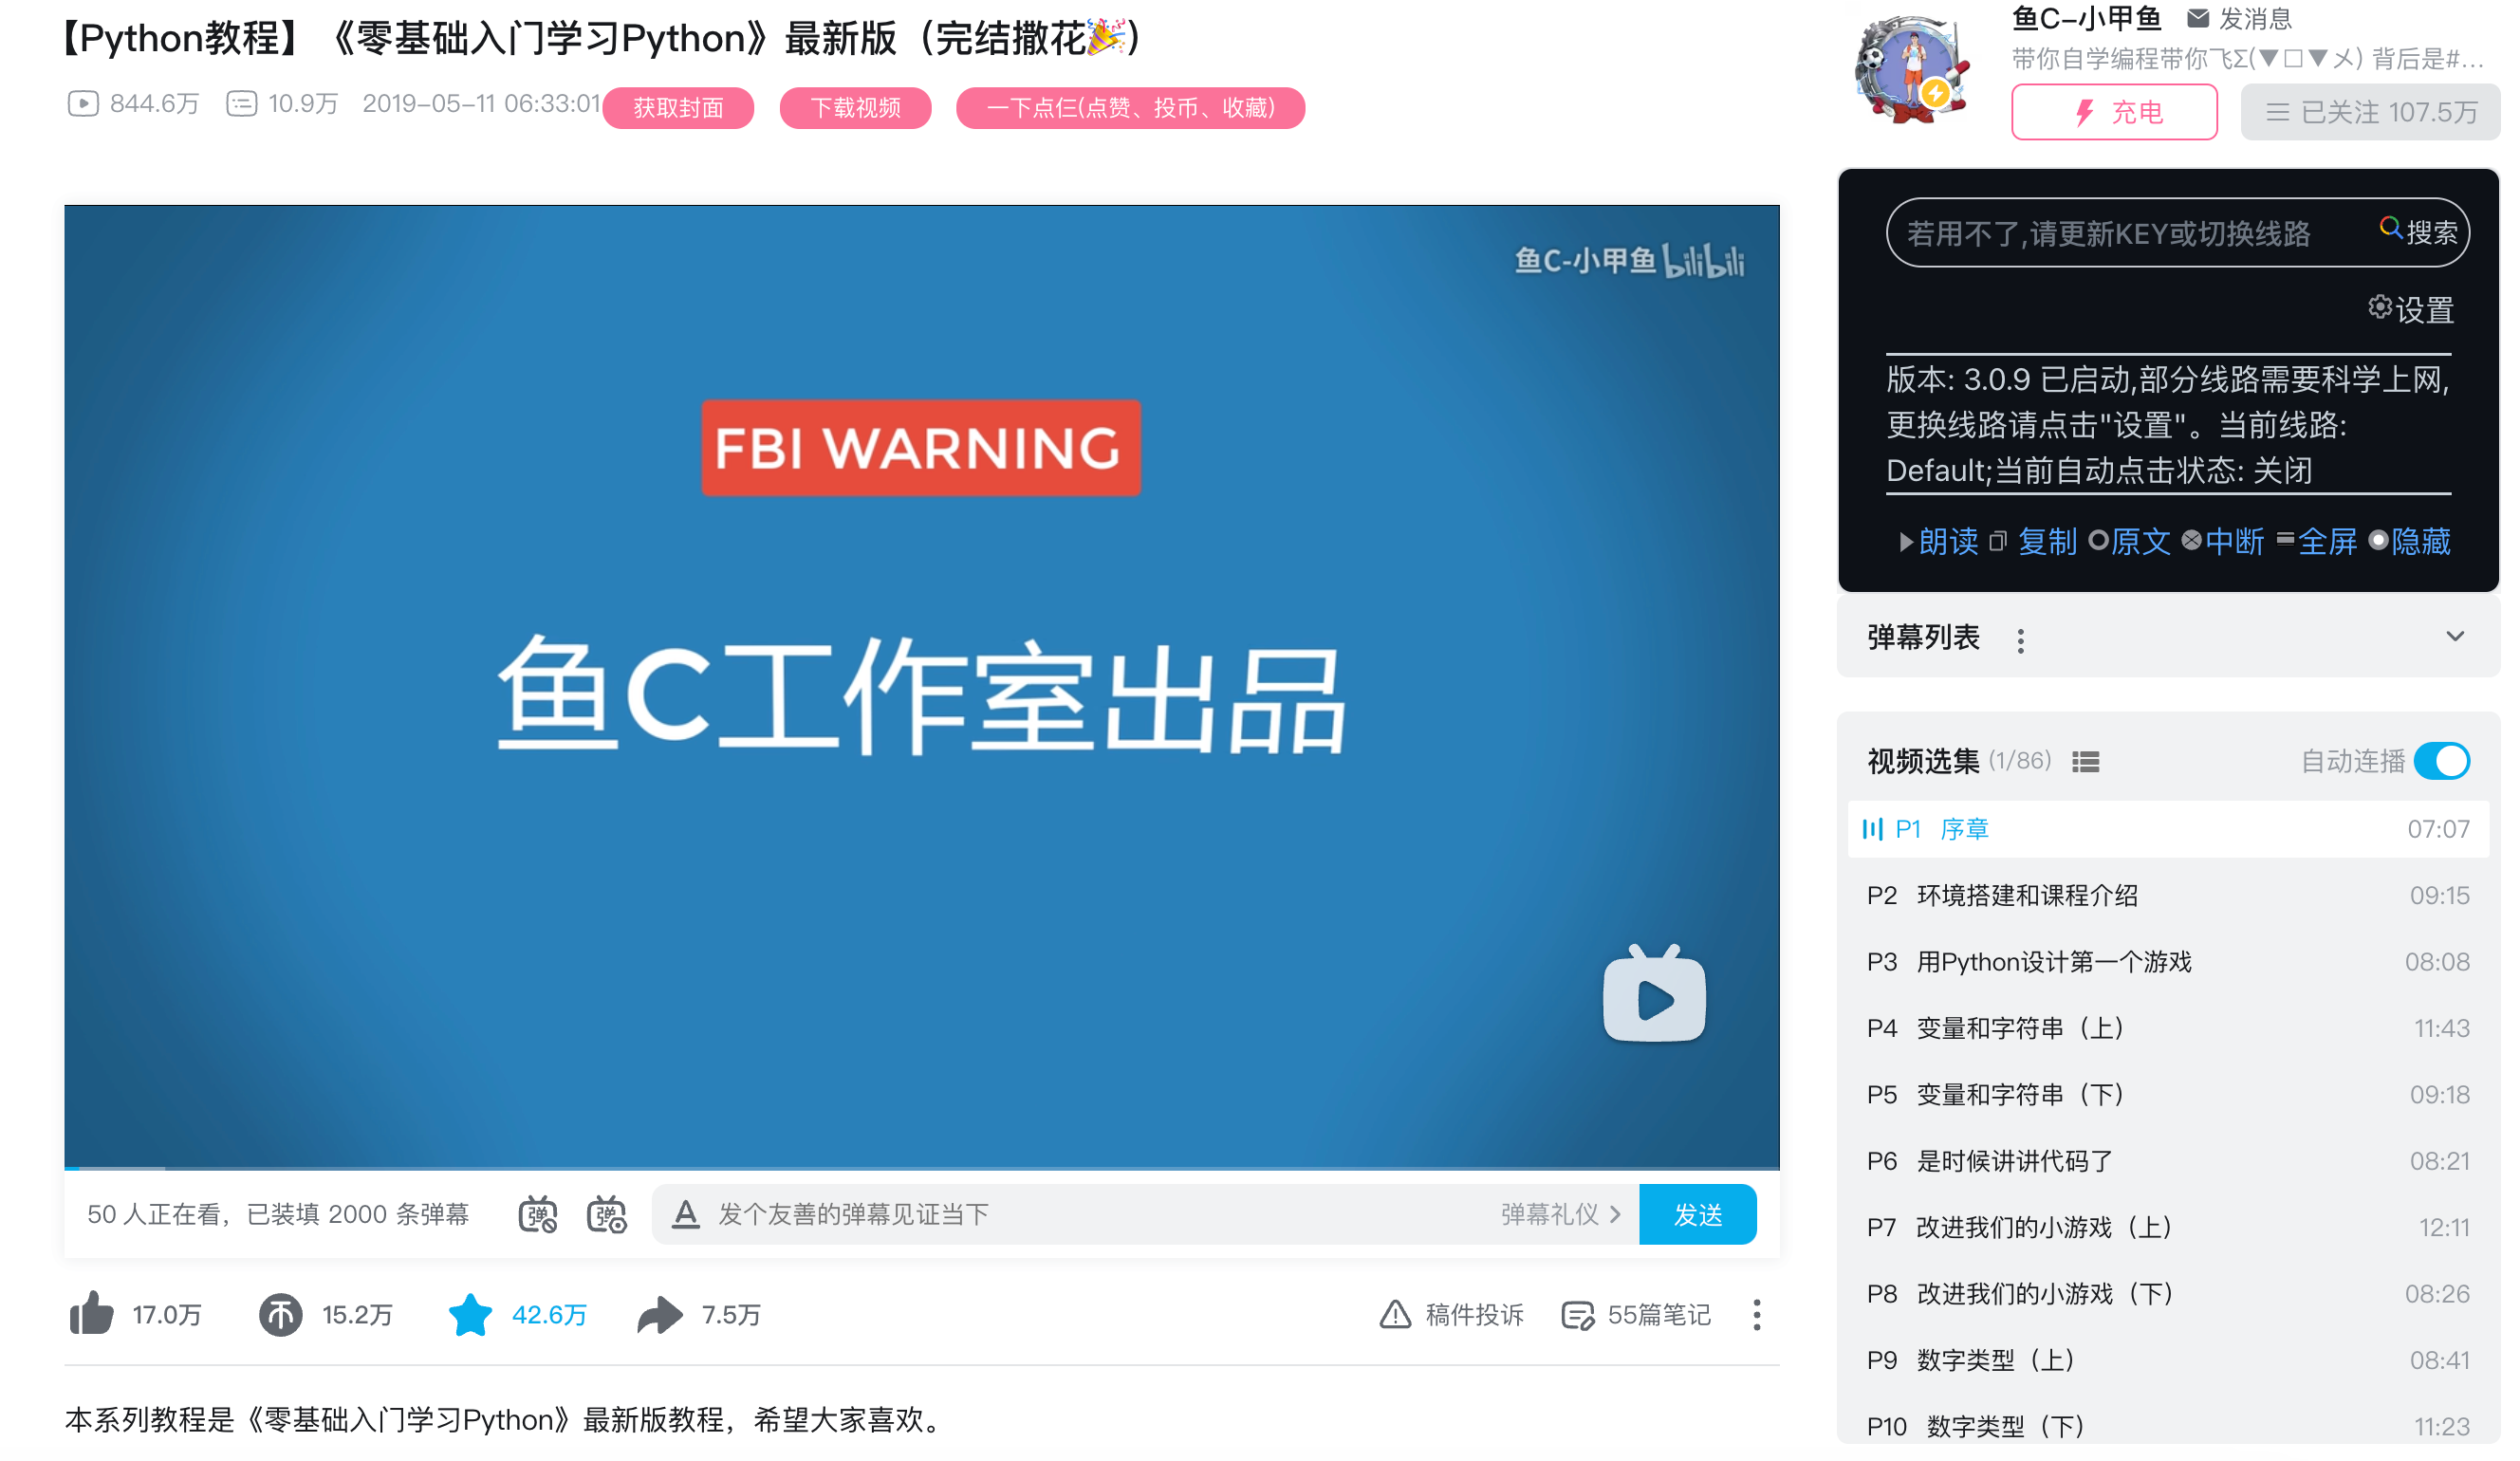 【Python教程】《零基础入门学习Python》最新版（完结撒花🎉）
844.6万 10.9万 2019-05-11 06:33:01 获取封面 下载视频 一下点仨(点赞、投币、收藏)
鱼C-小甲鱼 bilibili
FBI WARNING
鱼C工作室出品
50 人正在看，已装填 2000 条弹幕 弹 弹 A 发个友善的弹幕见证当下 弹幕礼仪 发送
17.0万 15.2万 42.6万 7.5万 稿件投诉 55篇笔记
本系列教程是《零基础入门学习Python》最新版教程，希望大家喜欢。
鱼C-小甲鱼 发消息
带你自学编程带你飞Σ(▼□▼メ) 背后是#...
充电 已关注 107.5万
若用不了,请更新KEY或切换线路 搜索
设置
版本: 3.0.9 已启动,部分线路需要科学上网,
更换线路请点击"设置"。当前线路:
Default;当前自动点击状态: 关闭
朗读 复制 原文 中断 全屏 隐藏
弹幕列表
视频选集 (1/86) 自动连播
P1 序章 07:07
P2 环境搭建和课程介绍 09:15
P3 用Python设计第一个游戏 08:08
P4 变量和字符串（上） 11:43
P5 变量和字符串（下） 09:18
P6 是时候讲讲代码了 08:21
P7 改进我们的小游戏（上） 12:11
P8 改进我们的小游戏（下） 08:26
P9 数字类型（上） 08:41
P10 数字类型（下） 11:23